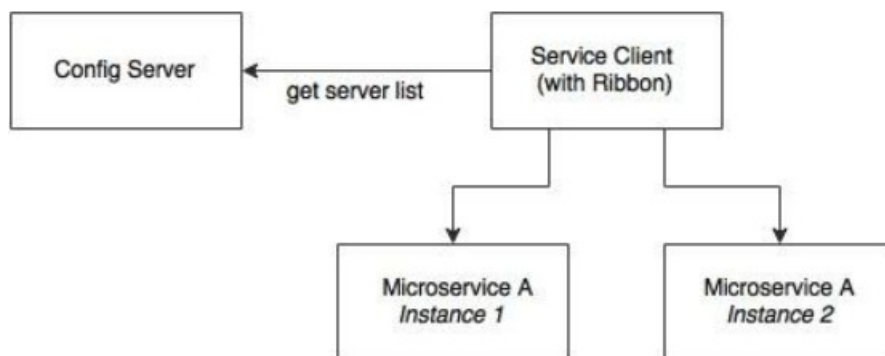 Config Server
get server list
Service Client
(with Ribbon)
Microservice A
Instance 1
Microservice A
Instance 2